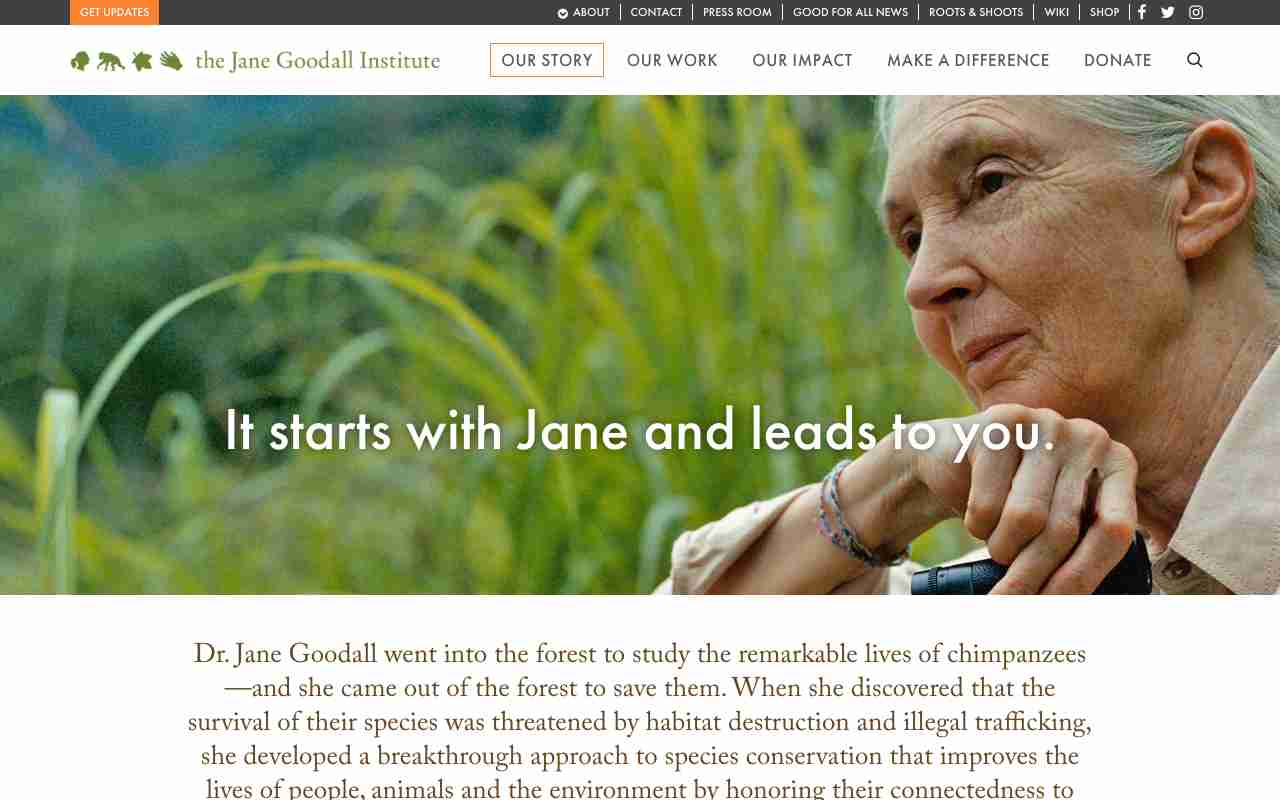 GET UPDATES
ABOUT
CONTACT
PRESS ROOM
GOOD FOR ALL NEWS
ROOTS & SHOOTS
WIKI
SHOP
the Jane Goodall Institute
OUR STORY
OUR WORK
OUR IMPACT
MAKE A DIFFERENCE
DONATE
It starts with Jane and leads to you.
Dr. Jane Goodall went into the forest to study the remarkable lives of chimpanzees
—and she came out of the forest to save them. When she discovered that the
survival of their species was threatened by habitat destruction and illegal trafficking,
she developed a breakthrough approach to species conservation that improves the
lives of people, animals and the environment by honoring their connectedness to